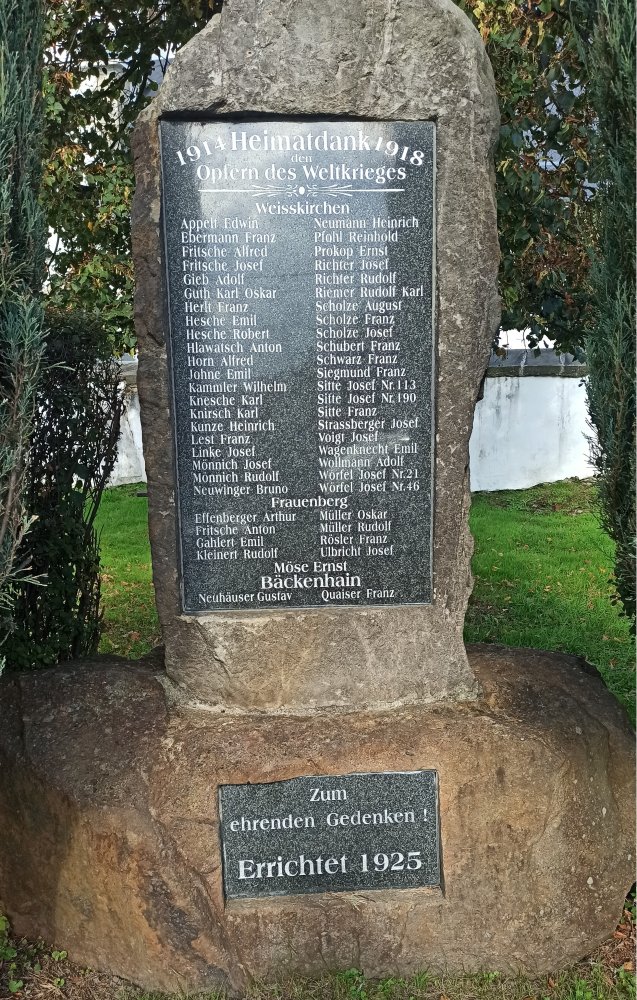 1914 Heimatdank 1918
den
Opfern des Weltkrieges
Weisskirchen
Appelt Edwin Neumann Heinrich
Ebermann Franz Pfohl Reinhold
Fritsche Alfred Prokop Ernst
Fritsche Josef Richter Josef
Gleb Adolf Richter Rudolf
Guth Karl Oskar Riemer Rudolf Karl
Herlt Franz Scholze August
Hesche Emil Scholze Franz
Hesche Robert Scholze Josef
Hlawatsch Anton Schubert Franz
Horn Alfred Schwarz Franz
Johne Emil Siegmund Franz
Kammler Wilhelm Sitte Josef Nr.113
Knesche Karl Sitte Josef Nr.190
Knirsch Karl Sitte Franz
Kunze Heinrich Strassberger Josef
Lest Franz Voigt Josef
Linke Josef Wagenknecht Emil
Mönnich Josef Wollmann Adolf
Mönnich Rudolf Wörfel Josef Nr.21
Neuwinger Bruno Wörfel Josef Nr.46
Frauenberg
Effenberger Arthur Müller Oskar
Fritsche Anton Müller Rudolf
Gahlert Emil Rösler Franz
Kleinert Rudolf Ulbricht Josef
Möse Ernst
Bäckenhain
Neuhäuser Gustav Quaiser Franz
Zum
ehrenden Gedenken !
Errichtet 1925